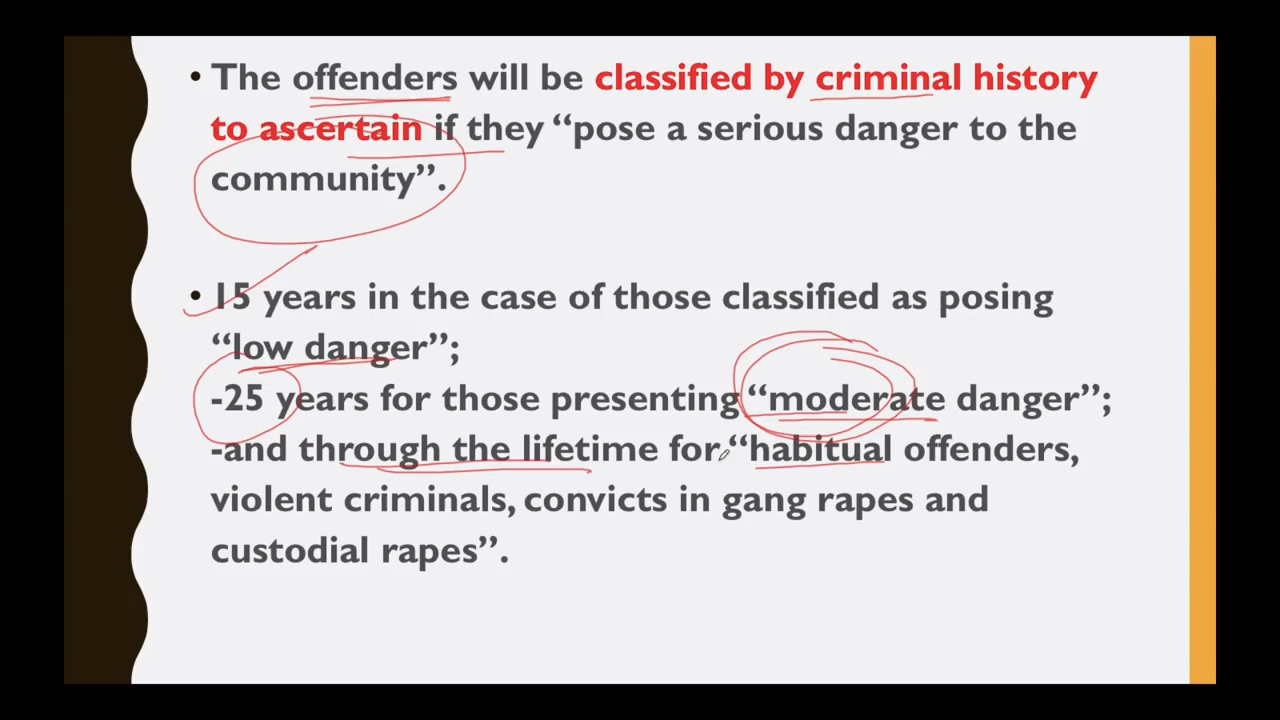 • The offenders will be classified by criminal history
to ascertain if they “pose a serious danger to the
community”.
• 15 years in the case of those classified as posing
“low danger”;
-25 years for those presenting “moderate danger”;
-and through the lifetime for “habitual offenders,
violent criminals, convicts in gang rapes and
custodial rapes”.